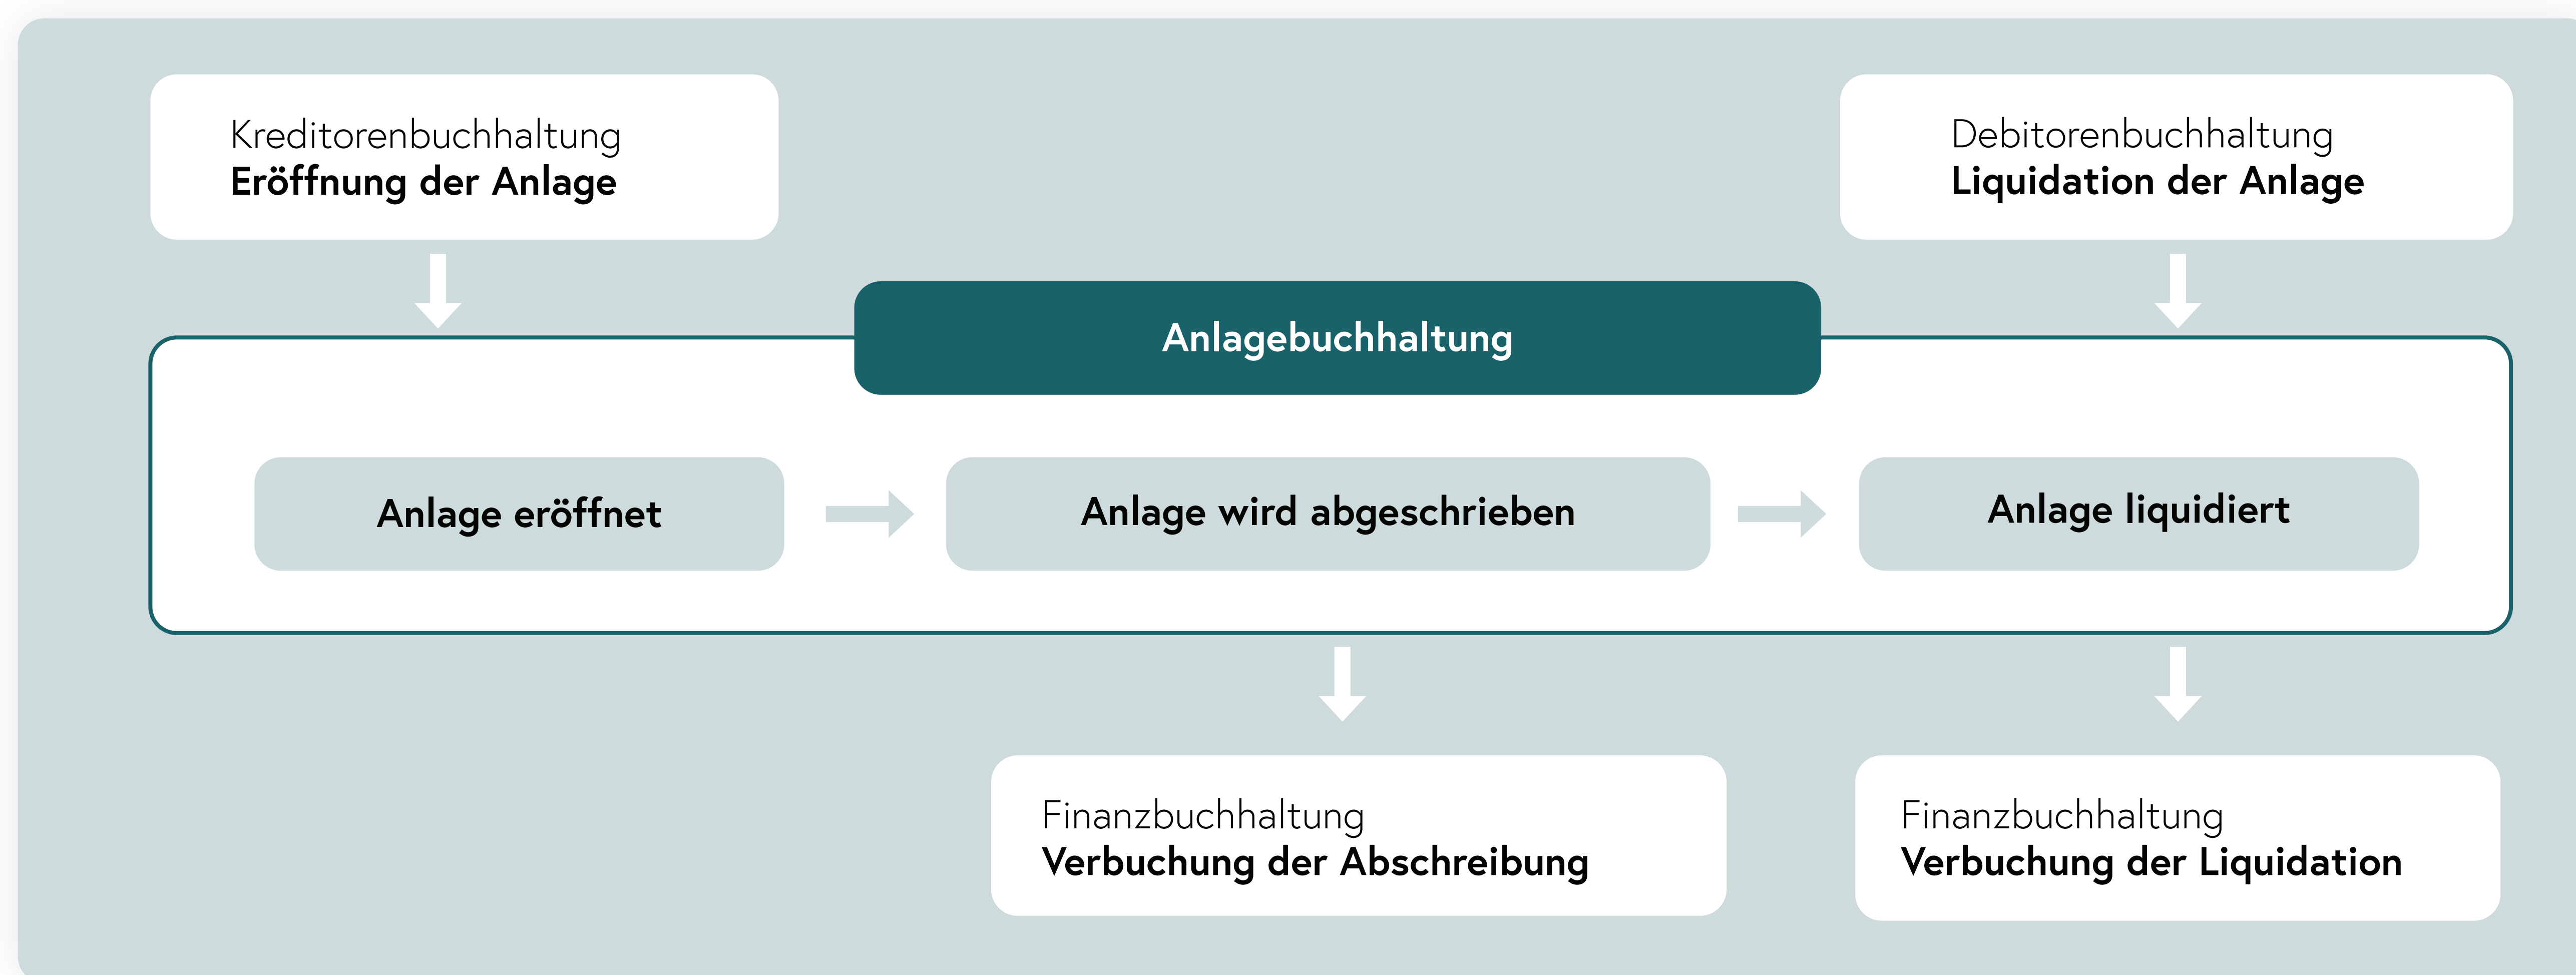 Kreditorenbuchhaltung
Eröffnung der Anlage
Debitorenbuchhaltung
Liquidation der Anlage
Anlagebuchhaltung
Anlage eröffnet
Anlage wird abgeschrieben
Anlage liquidiert
Finanzbuchhaltung
Verbuchung der Abschreibung
Finanzbuchhaltung
Verbuchung der Liquidation